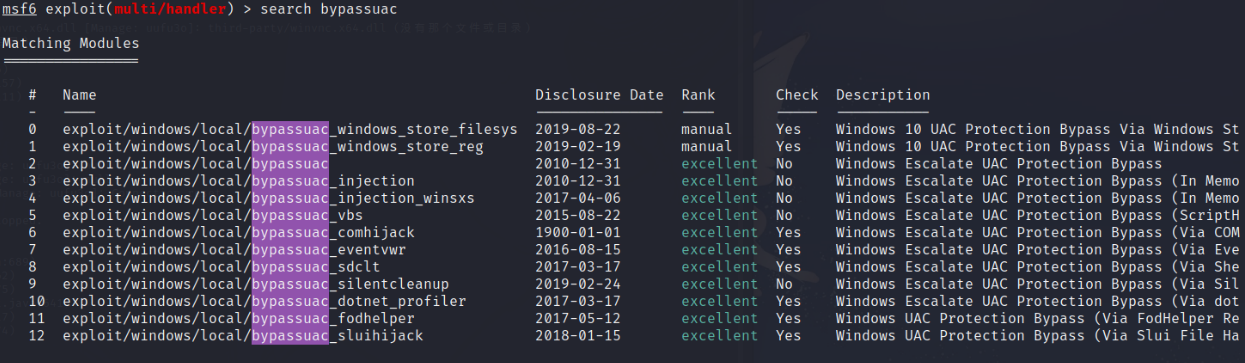 msf6 exploit(multi/handler) > search bypassuac
Matching Modules
================
# Name Disclosure Date Rank Check Description
- ---- --------------- ---- ----- -----------
0 exploit/windows/local/bypassuac_windows_store_filesys 2019-08-22 manual Yes Windows 10 UAC Protection Bypass Via Windows St
1 exploit/windows/local/bypassuac_windows_store_reg 2019-02-19 manual Yes Windows 10 UAC Protection Bypass Via Windows St
2 exploit/windows/local/bypassuac 2010-12-31 excellent No Windows Escalate UAC Protection Bypass
3 exploit/windows/local/bypassuac_injection 2010-12-31 excellent No Windows Escalate UAC Protection Bypass (In Memo
4 exploit/windows/local/bypassuac_injection_winsxs 2017-04-06 excellent No Windows Escalate UAC Protection Bypass (In Memo
5 exploit/windows/local/bypassuac_vbs 2015-08-22 excellent No Windows Escalate UAC Protection Bypass (ScriptH
6 exploit/windows/local/bypassuac_comhijack 1900-01-01 excellent Yes Windows Escalate UAC Protection Bypass (Via COM
7 exploit/windows/local/bypassuac_eventvwr 2016-08-15 excellent Yes Windows Escalate UAC Protection Bypass (Via Eve
8 exploit/windows/local/bypassuac_sdclt 2017-03-17 excellent Yes Windows Escalate UAC Protection Bypass (Via She
9 exploit/windows/local/bypassuac_silentcleanup 2019-02-24 excellent No Windows Escalate UAC Protection Bypass (Via Sil
10 exploit/windows/local/bypassuac_dotnet_profiler 2017-03-17 excellent Yes Windows Escalate UAC Protection Bypass (Via dot
11 exploit/windows/local/bypassuac_fodhelper 2017-05-12 excellent Yes Windows UAC Protection Bypass (Via FodHelper Re
12 exploit/windows/local/bypassuac_sluihijack 2018-01-15 excellent Yes Windows UAC Protection Bypass (Via Slui File Ha